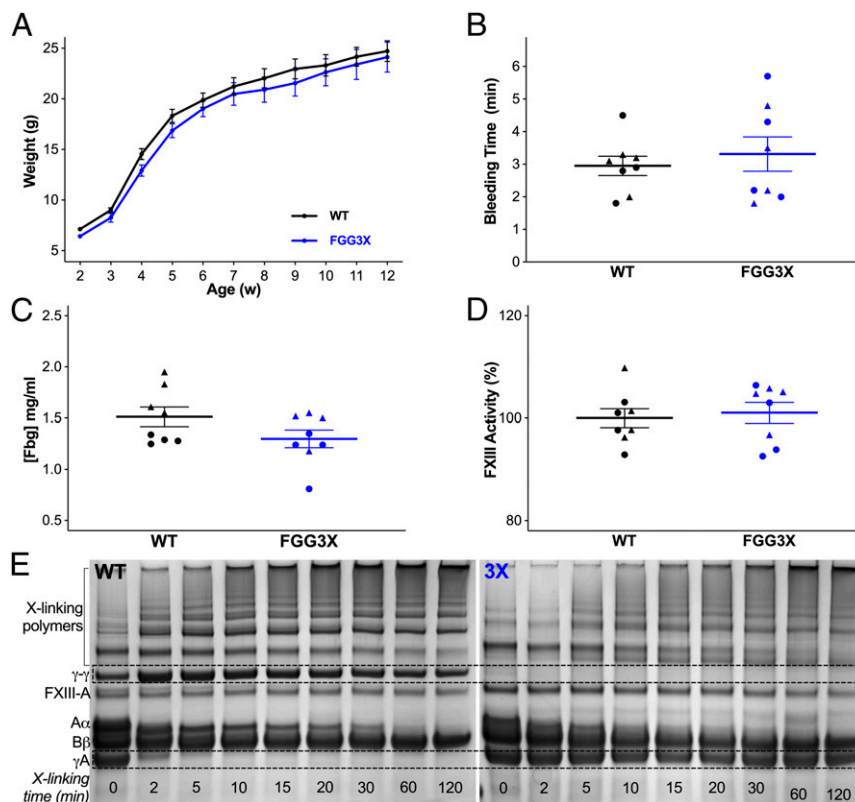 A
Weight (g)
25
20
15
10
5
WT
FGG3X
2 3 4 5 6 7 8 9 10 11 12
Age (w)
B
Bleeding Time (min)
6
5
4
3
2
1
0
WT FGG3X
C
[Fbg] mg/ml
2.0
1.5
1.0
0.5
WT FGG3X
D
FXIII Activity (%)
120
100
80
WT FGG3X
E
WT 3X
X-linking
polymers
γ-γ
FXIII-A
Aα
Bβ
γA
X-linking
time (min)
0 2 5 10 15 20 30 60 120
0 2 5 10 15 20 30 60 120